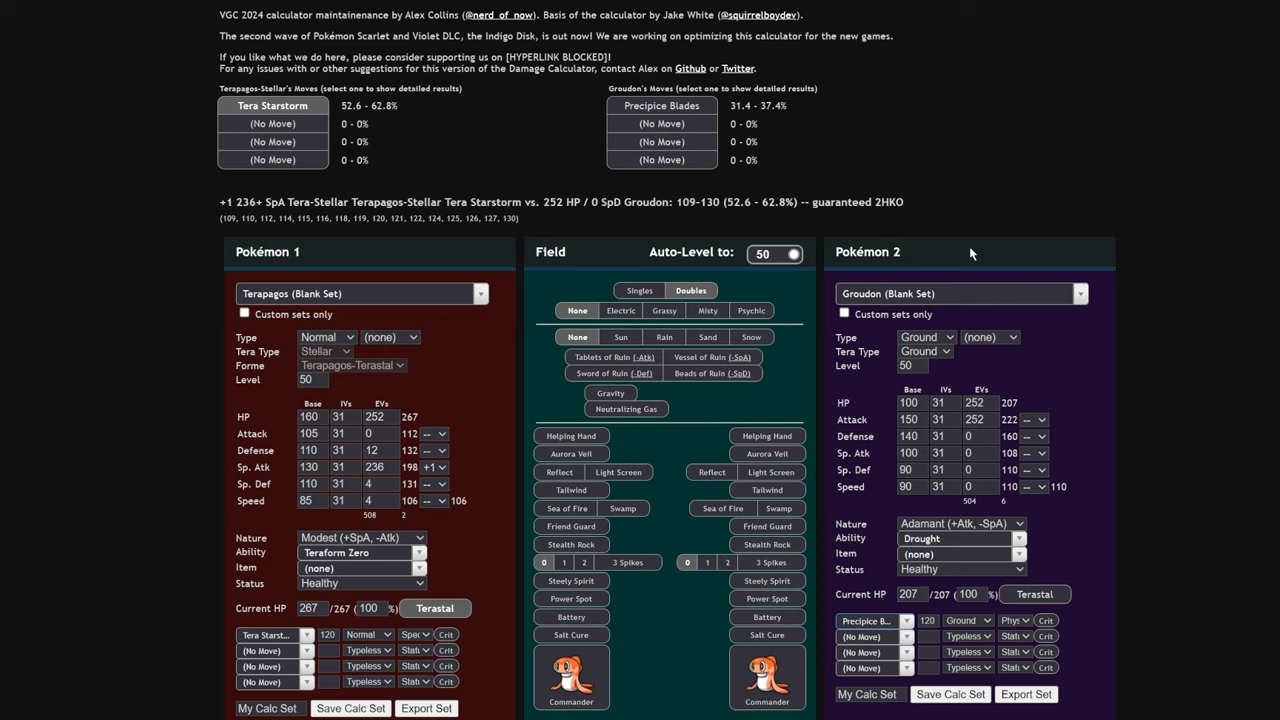 VGC 2024 calculator maintainenance by Alex Collins (@nerd_of_now). Basis of the calculator by Jake White (@squirrelboydev).
The second wave of Pokémon Scarlet and Violet DLC, the Indigo Disk, is out now! We are working on optimizing this calculator for the new games.
If you like what we do here, please consider supporting us on [HYPERLINK BLOCKED]!
For any issues with or other suggestions for this version of the Damage Calculator, contact Alex on Github or Twitter.
Terapagos-Stellar's Moves (select one to show detailed results) Groudon's Moves (select one to show detailed results)
Tera Starstorm 52.6 - 62.8% Precipice Blades 31.4 - 37.4%
(No Move) 0 - 0% (No Move) 0 - 0%
(No Move) 0 - 0% (No Move) 0 - 0%
(No Move) 0 - 0% (No Move) 0 - 0%
+1 236+ SpA Tera-Stellar Terapagos-Stellar Tera Starstorm vs. 252 HP / 0 SpD Groudon: 109-130 (52.6 - 62.8%) -- guaranteed 2HKO
(109, 110, 112, 114, 115, 116, 118, 119, 120, 121, 122, 124, 125, 126, 127, 130)
Pokémon 1
Terapagos (Blank Set)
Custom sets only
Type Normal (none)
Tera Type Stellar
Forme Terapagos-Terastal
Level 50
Base IVs EVs
HP 160 31 252 267
Attack 105 31 0 112 --
Defense 110 31 12 132 --
Sp. Atk 130 31 236 198 +1
Sp. Def 110 31 4 131 --
Speed 85 31 4 106 -- 106
508 2
Nature Modest (+SpA, -Atk)
Ability Teraform Zero
Item (none)
Status Healthy
Current HP 267 /267 (100 %) Terastal
Tera Starst... 120 Normal Spec Crit
(No Move) Typeless Stat Crit
(No Move) Typeless Stat Crit
(No Move) Typeless Stat Crit
My Calc Set Save Calc Set Export Set
Field Auto-Level to: 50
Singles Doubles
None Electric Grassy Misty Psychic
None Sun Rain Sand Snow
Tablets of Ruin (-Atk) Vessel of Ruin (-SpA)
Sword of Ruin (-Def) Beads of Ruin (-SpD)
Gravity
Neutralizing Gas
Helping Hand Helping Hand
Aurora Veil Aurora Veil
Reflect Light Screen Reflect Light Screen
Tailwind Tailwind
Sea of Fire Swamp Sea of Fire Swamp
Friend Guard Friend Guard
Stealth Rock Stealth Rock
0 1 2 3 Spikes 0 1 2 3 Spikes
Steely Spirit Steely Spirit
Power Spot Power Spot
Battery Battery
Salt Cure Salt Cure
Commander Commander
Pokémon 2
Groudon (Blank Set)
Custom sets only
Type Ground (none)
Tera Type Ground
Level 50
Base IVs EVs
HP 100 31 252 207
Attack 150 31 252 222 --
Defense 140 31 0 160 --
Sp. Atk 100 31 0 108 --
Sp. Def 90 31 0 110 --
Speed 90 31 0 110 -- 110
504 6
Nature Adamant (+Atk, -SpA)
Ability Drought
Item (none)
Status Healthy
Current HP 207 /207 (100 %) Terastal
Precipice B... 120 Ground Phys Crit
(No Move) Typeless Stat Crit
(No Move) Typeless Stat Crit
(No Move) Typeless Stat Crit
My Calc Set Save Calc Set Export Set